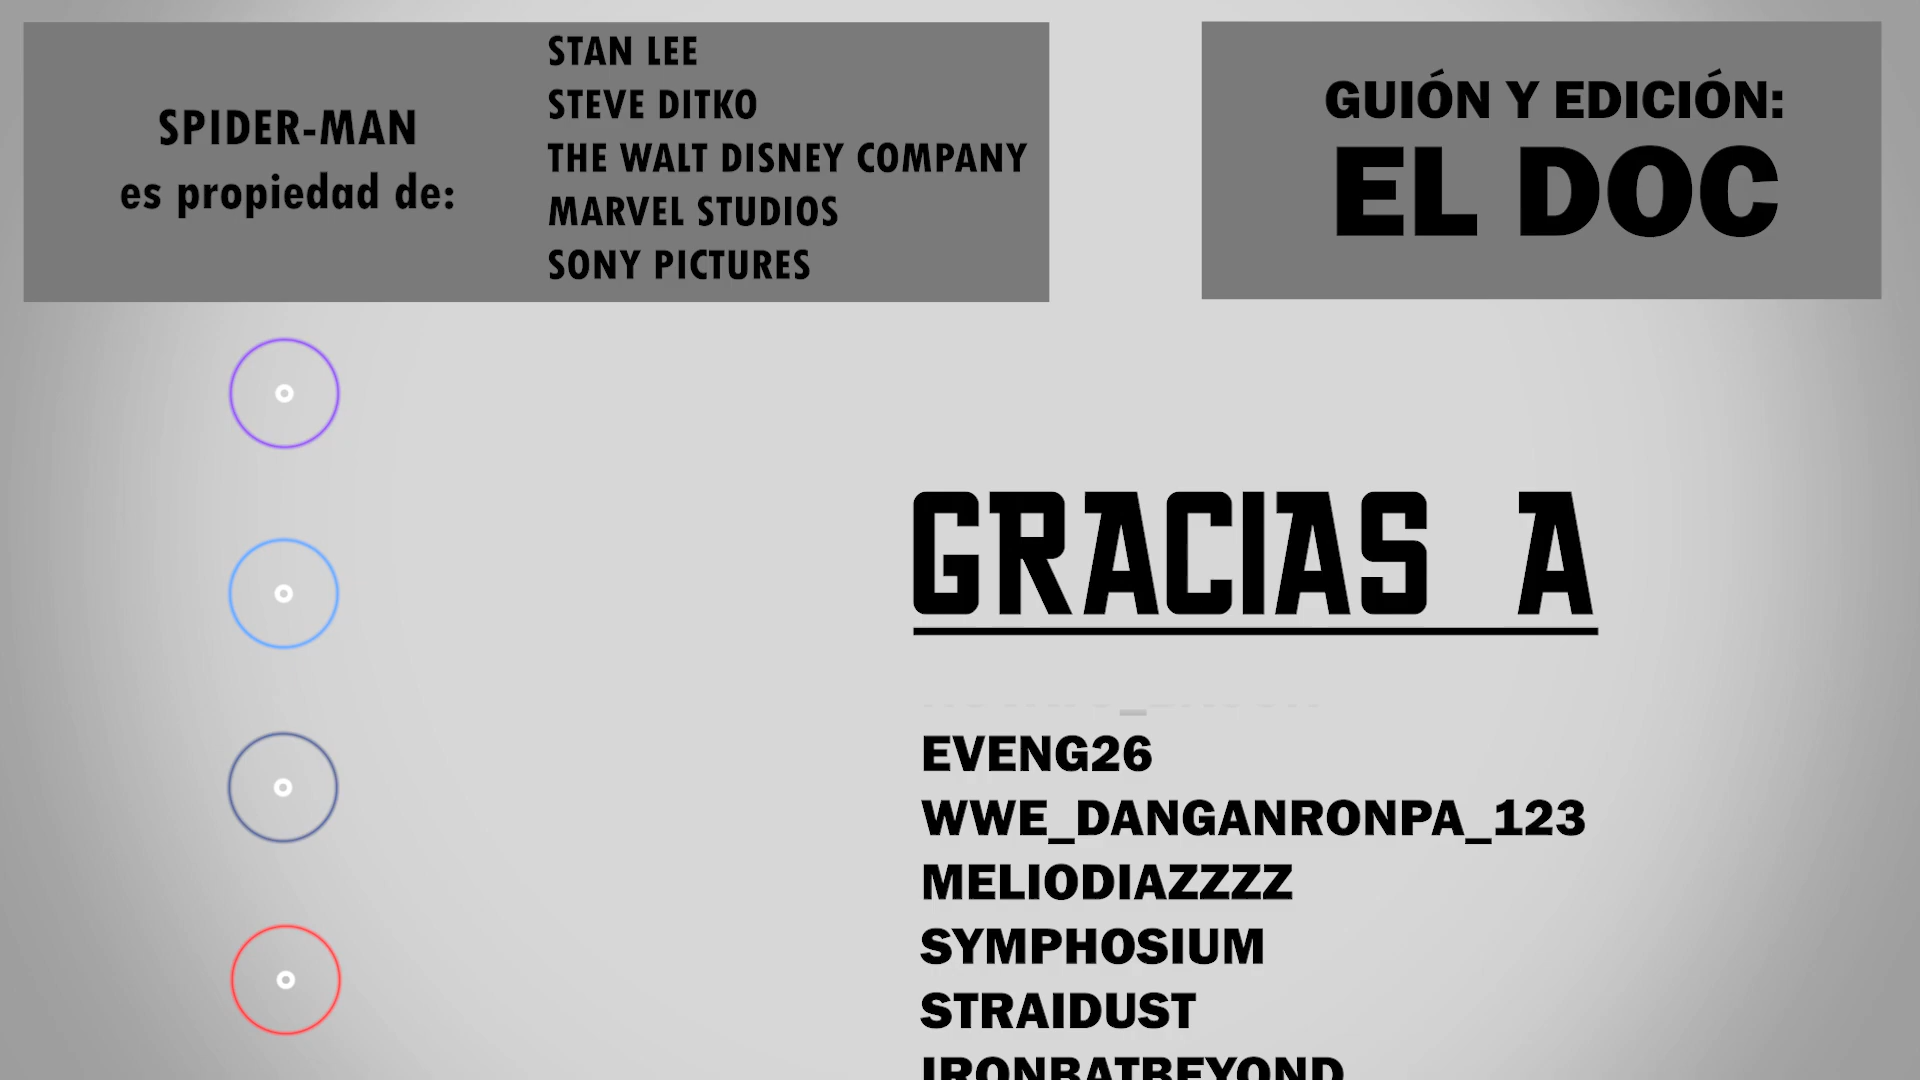 SPIDER-MAN
es propiedad de:
STAN LEE
STEVE DITKO
THE WALT DISNEY COMPANY
MARVEL STUDIOS
SONY PICTURES
GUIÓN Y EDICIÓN:
EL DOC
GRACIAS A
EVENG26
WWE_DANGANRONPA_123
MELIODIAZZZZ
SYMPHOSIUM
STRAIDUST
IRONBATBEYOND